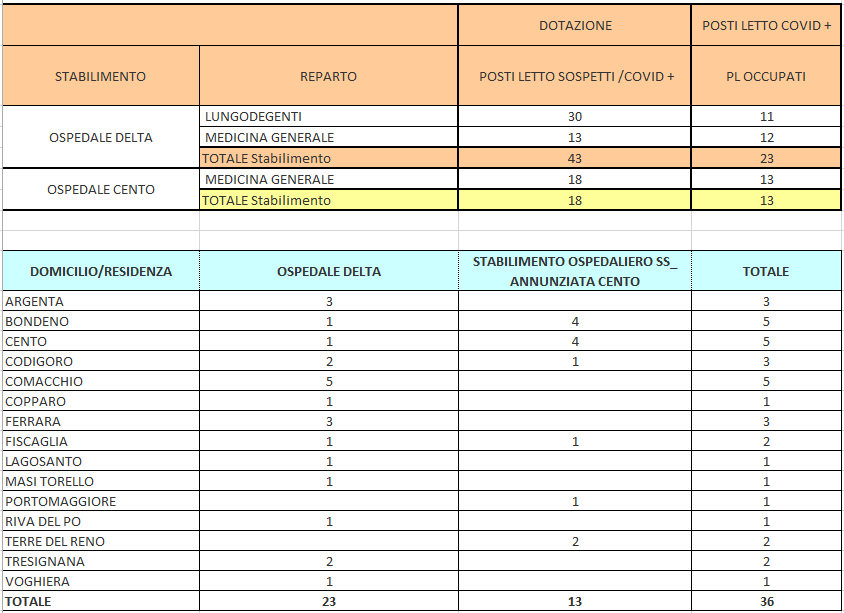 DOTAZIONE POSTI LETTO COVID +
STABILIMENTO REPARTO POSTI LETTO SOSPETTI /COVID + PL OCCUPATI
OSPEDALE DELTA LUNGODEGENTI 30 11
MEDICINA GENERALE 13 12
TOTALE Stabilimento 43 23
OSPEDALE CENTO MEDICINA GENERALE 18 13
TOTALE Stabilimento 18 13
DOMICILIO/RESIDENZA OSPEDALE DELTA STABILIMENTO OSPEDALIERO SS_ TOTALE
ANNUNZIATA CENTO
ARGENTA 3 3
BONDENO 1 4 5
CENTO 1 4 5
CODIGORO 2 1 3
COMACCHIO 5 5
COPPARO 1 1
FERRARA 3 3
FISCAGLIA 1 1 2
LAGOSANTO 1 1
MASI TORELLO 1 1
PORTOMAGGIORE 1 1
RIVA DEL PO 1 1
TERRE DEL RENO 2 2
TRESIGNANA 2 2
VOGHIERA 1 1
TOTALE 23 13 36